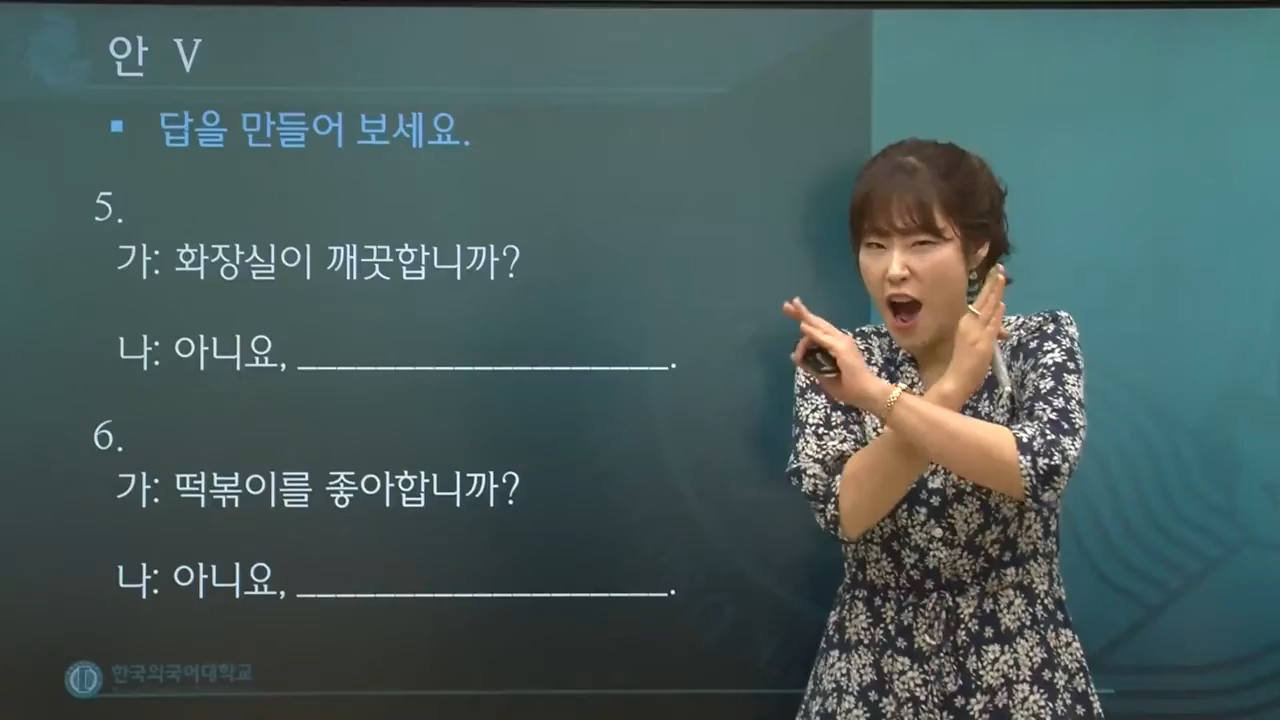 안 V
▪ 답을 만들어 보세요.
5.
가: 화장실이 깨끗합니까?
나: 아니요, ___________________.
6.
가: 떡볶이를 좋아합니까?
나: 아니요, ___________________.
한국외국어대학교